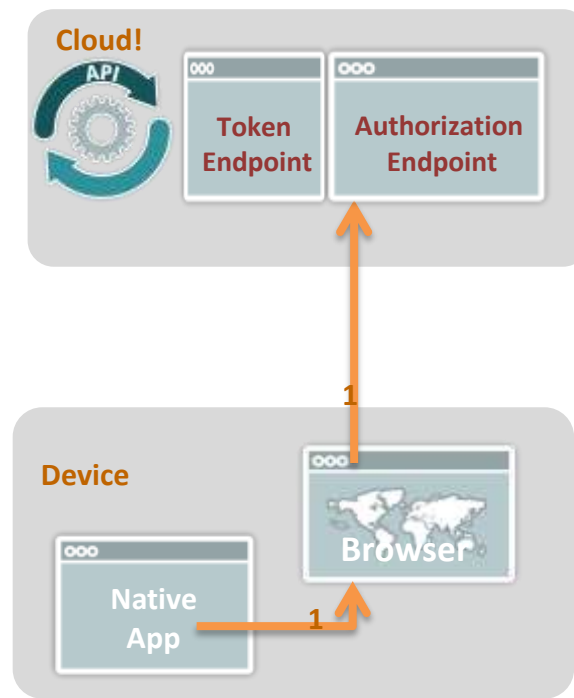 Cloud!
API
Token
Endpoint
Authorization
Endpoint
1
Device
Browser
Native
App
1